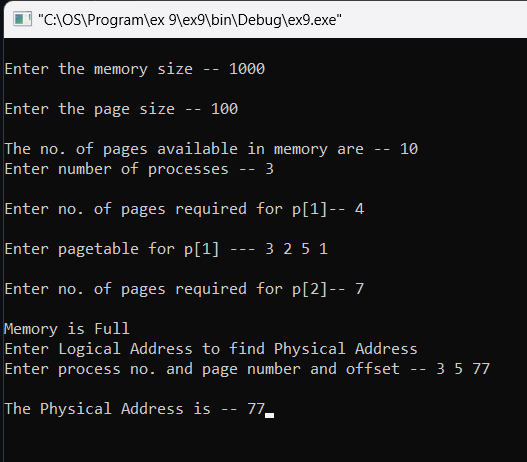 "C:\OS\Program\ex 9\ex9\bin\Debug\ex9.exe"
Enter the memory size -- 1000
Enter the page size -- 100
The no. of pages available in memory are -- 10
Enter number of processes -- 3
Enter no. of pages required for p[1]-- 4
Enter pagetable for p[1] --- 3 2 5 1
Enter no. of pages required for p[2]-- 7
Memory is Full
Enter Logical Address to find Physical Address
Enter process no. and page number and offset -- 3 5 77
The Physical Address is -- 77